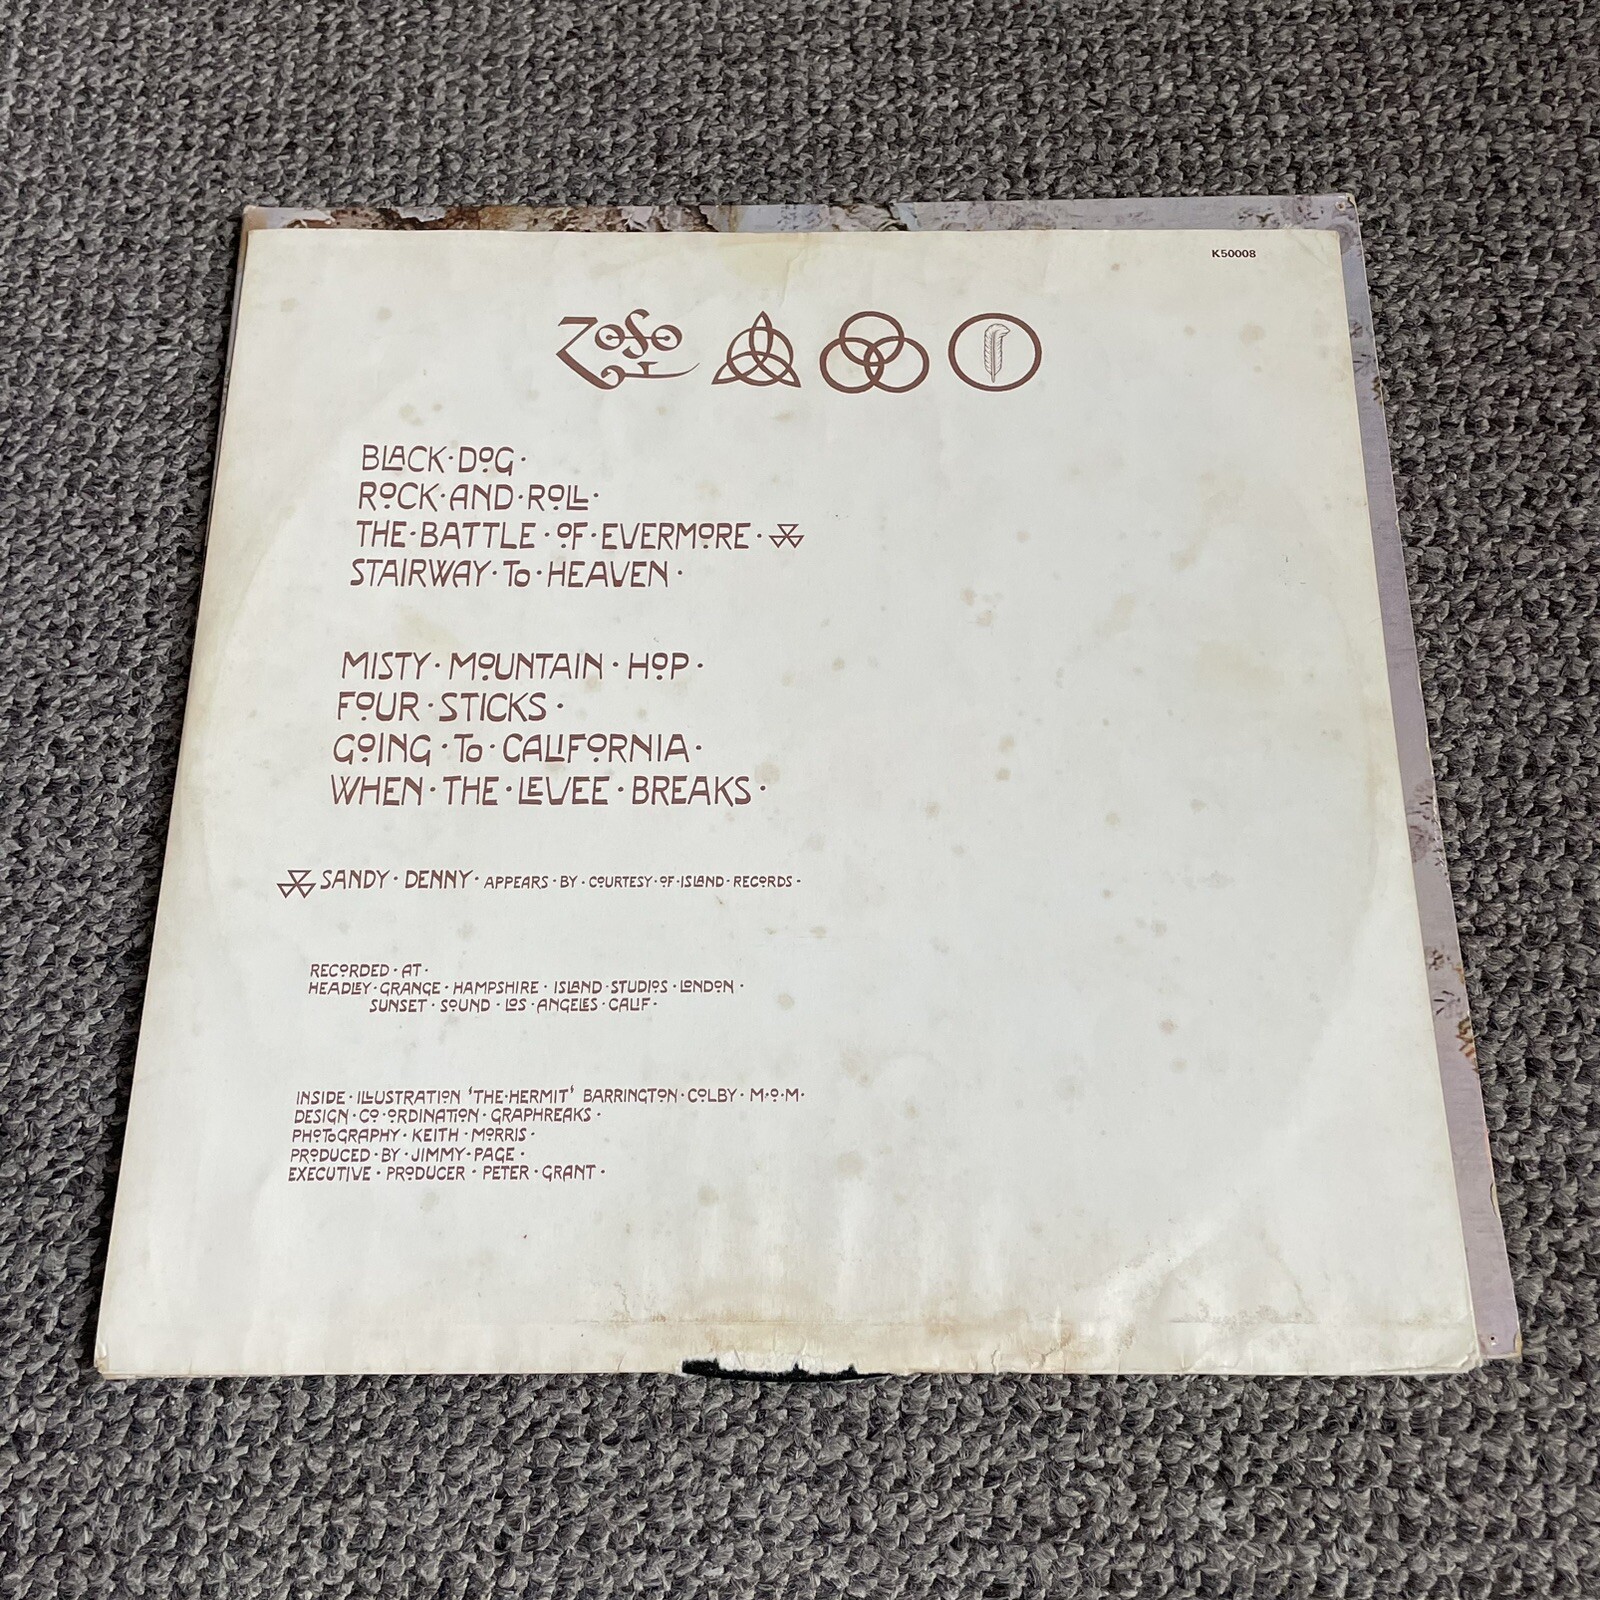 K50008
ZoSo
BLACK·DOG·
ROCK·AND·ROLL·
THE·BATTLE·OF·EVERMORE·
STAIRWAY·TO·HEAVEN·
MISTY·MOUNTAIN·HOP·
FOUR·STICKS·
GOING·TO·CALIFORNIA·
WHEN·THE·LEVEE·BREAKS·
SANDY·DENNY·APPEARS·BY·COURTESY·OF·ISLAND·RECORDS·
RECORDED·AT·
HEADLEY·GRANGE·HAMPSHIRE·ISLAND·STUDIOS·LONDON·
SUNSET·SOUND·LOS·ANGELES·CALIF·
INSIDE·ILLUSTRATION 'THE·HERMIT' BARRINGTON·COLBY·M·O·M·
DESIGN·CO·ORDINATION·GRAPHREAKS·
PHOTOGRAPHY·KEITH·MORRIS·
PRODUCED·BY·JIMMY·PAGE·
EXECUTIVE·PRODUCER·PETER·GRANT·